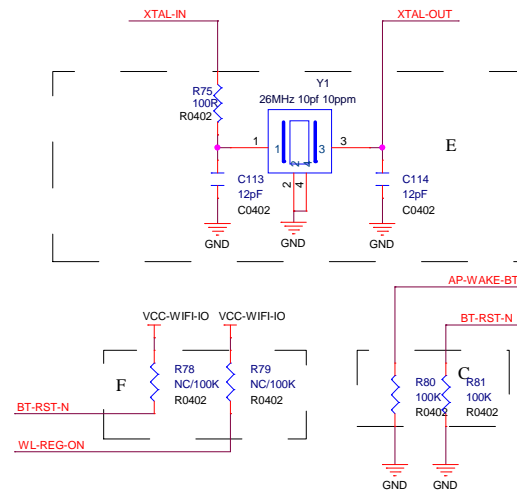 XTAL-IN
XTAL-OUT
R75
100R
R0402
Y1
26MHz 10pf 10ppm
1
1
2
4
3
3
2
4
E
C113
12pF
C0402
C114
12pF
C0402
GND
GND
GND
AP-WAKE-BT
BT-RST-N
VCC-WIFI-IO
VCC-WIFI-IO
F
R78
NC/100K
R0402
R79
NC/100K
R0402
BT-RST-N
WL-REG-ON
C
R80
100K
R0402
R81
100K
R0402
GND
GND